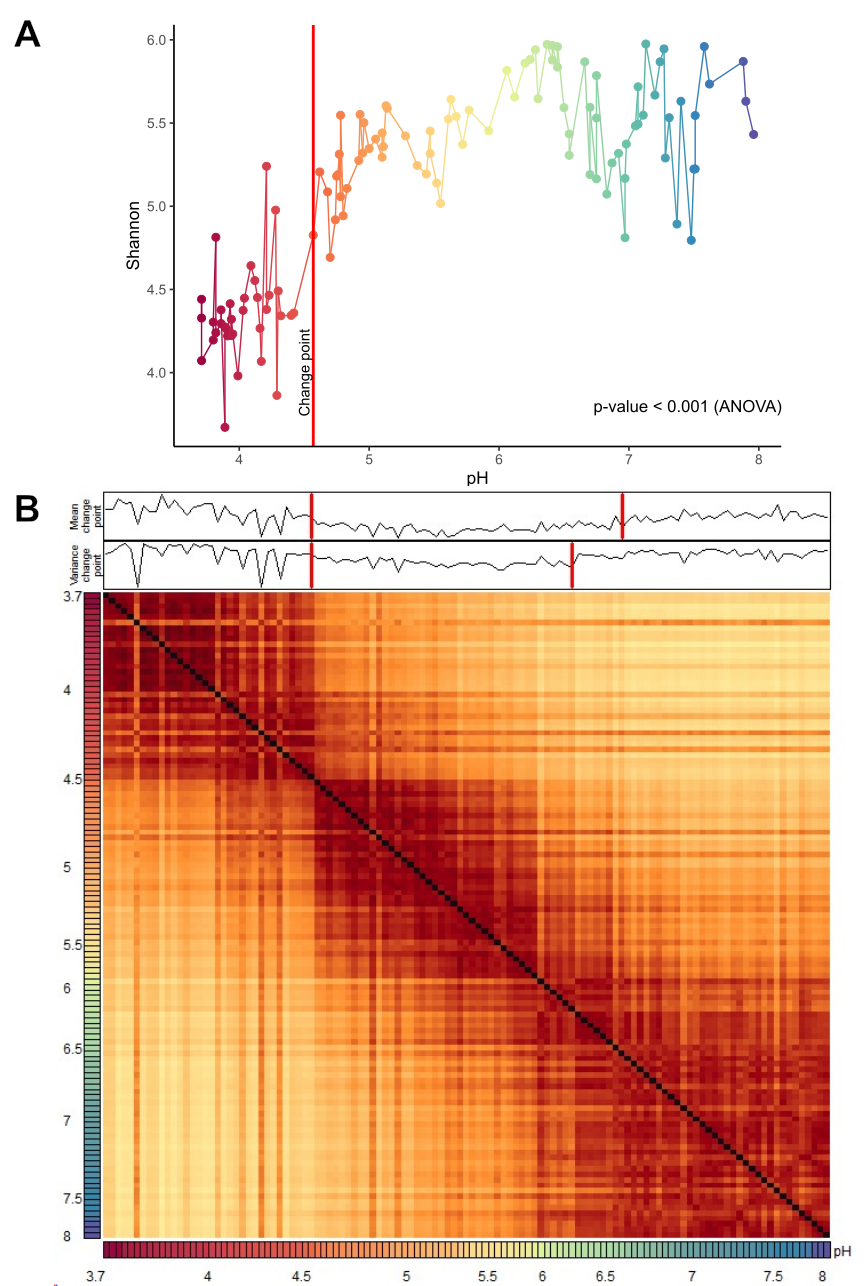 A
6.0
5.5
5.0
4.5
4.0
Shannon
Change point
p-value < 0.001 (ANOVA)
4 5 6 7 8
pH
B
Mean
change
point
Variance
change
point
3.7
4
4.5
5
5.5
6
6.5
7
7.5
8
pH
3.7 4 4.5 5 5.5 6 6.5 7 7.5 8